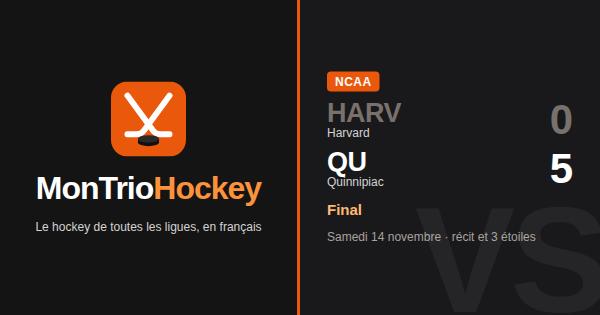 MonTrioHockey
Le hockey de toutes les ligues, en français
NCAA
HARV 0
Harvard
QU 5
Quinnipiac
Final
Samedi 14 novembre · récit et 3 étoiles
VS